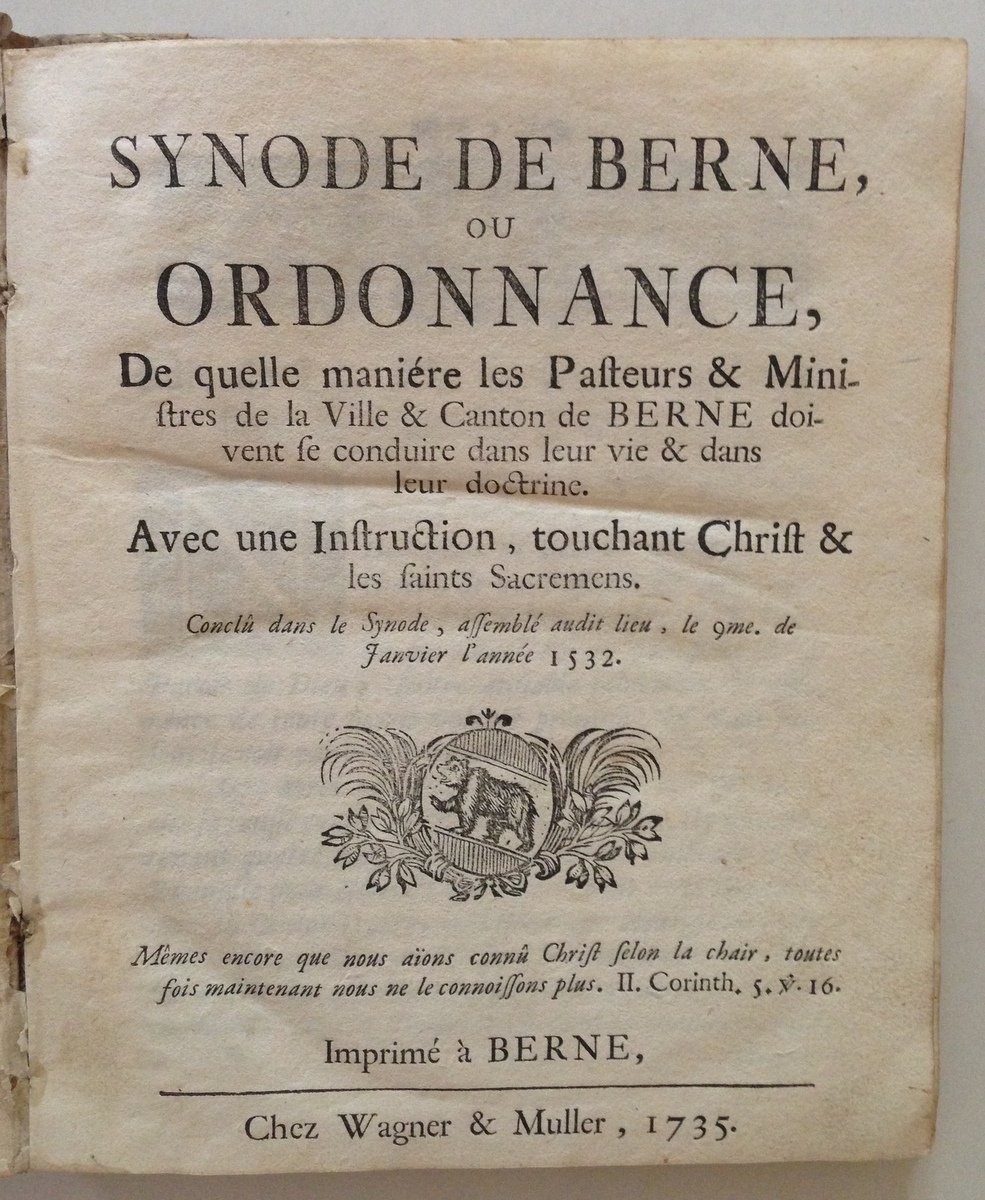 SYNODE DE BERNE,
OU
ORDONNANCE,
De quelle maniére les Paſteurs & Mini-
ſtres de la Ville & Canton de BERNE doi-
vent ſe conduire dans leur vie & dans
leur doctrine.
Avec une Inſtruction, touchant Chriſt &
les ſaints Sacremens.
Conclû dans le Synode, aſſemblé audit lieu, le 9me. de
Janvier l'année 1532.
Mêmes encore que nous aïons connû Chriſt ſelon la chair, toutes
fois maintenant nous ne le connoiſſons plus. II. Corinth. 5. ℣. 16.
Imprimé à BERNE,
Chez Wagner & Muller, 1735.